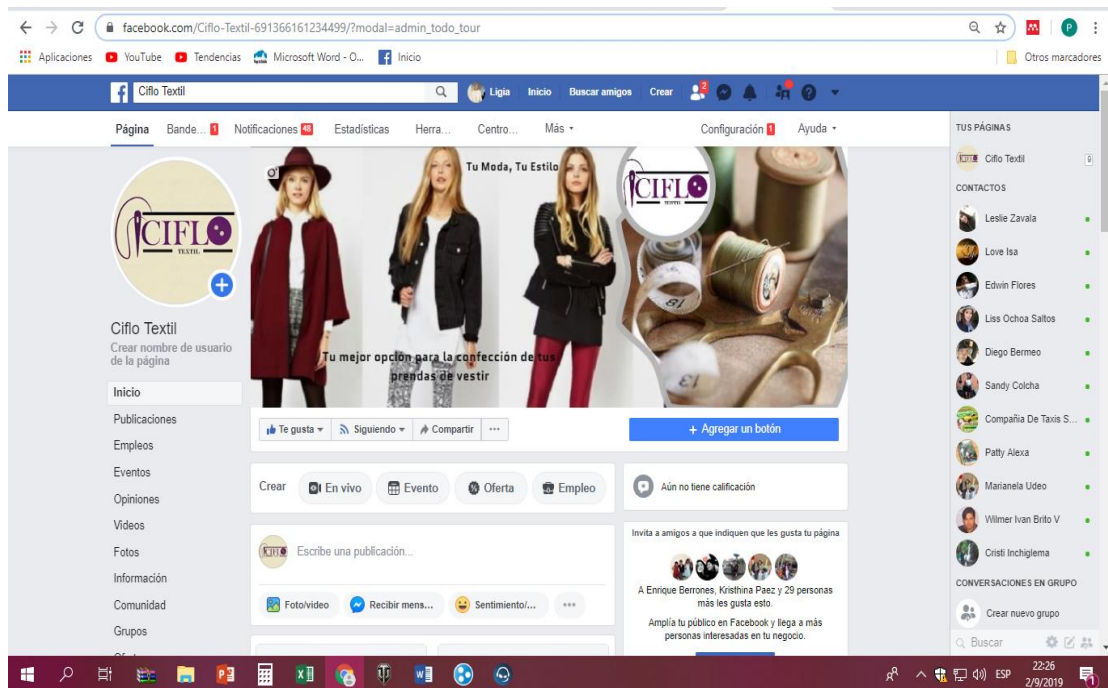 facebook.com/Ciflo-Textil-691366161234499/?modal=admin_todo_tour
P
Aplicaciones YouTube Tendencias Microsoft Word - O... Inicio Otros marcadores
Ciflo Textil Ligia Inicio Buscar amigos Crear 2
Página Bande... 1 Notificaciones 48 Estadísticas Herra... Centro... Más Configuración 1 Ayuda
CIFLO
TEXTIL
Ciflo Textil
Crear nombre de usuario
de la página
Inicio
Publicaciones
Empleos
Eventos
Opiniones
Videos
Fotos
Información
Comunidad
Grupos
Tu Moda, Tu Estilo
CIFLO
TEXTIL
Tu mejor opción para la confección de tus
prendas de vestir
Te gusta Siguiendo Compartir ...
+ Agregar un botón
Crear En vivo Evento Oferta Empleo
Escribe una publicación...
Foto/video Recibir mens... Sentimiento/... ...
Aún no tiene calificación
Invita a amigos a que indiquen que les gusta tu página
A Enrique Berrones, Kristhina Paez y 29 personas
más les gusta esto.
Amplía tu público en Facebook y llega a más
personas interesadas en tu negocio.
TUS PÁGINAS
Ciflo Textil 9
CONTACTOS
Leslie Zavala
Love Isa
Edwin Flores
Liss Ochoa Saltos
Diego Bermeo
Sandy Colcha
Compañia De Taxis S...
Patty Alexa
Marianela Udeo
Wilmer Ivan Brito V
Cristi Inchiglema
CONVERSACIONES EN GRUPO
Crear nuevo grupo
Buscar
ESP
22:26
2/9/2019